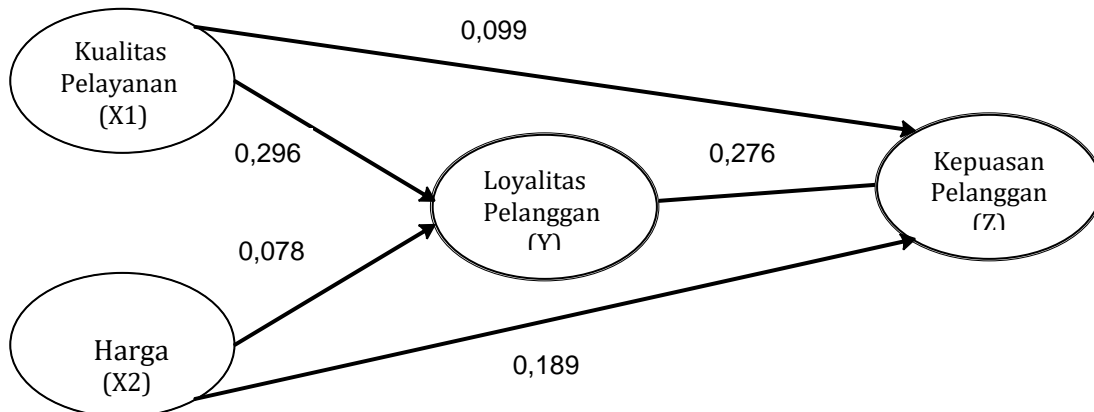 0,099
Kualitas
Pelayanan
(X1)
0,296
0,276
Loyalitas
Pelanggan
(Y)
Kepuasan
Pelanggan
(Z)
0,078
Harga
(X2)
0,189